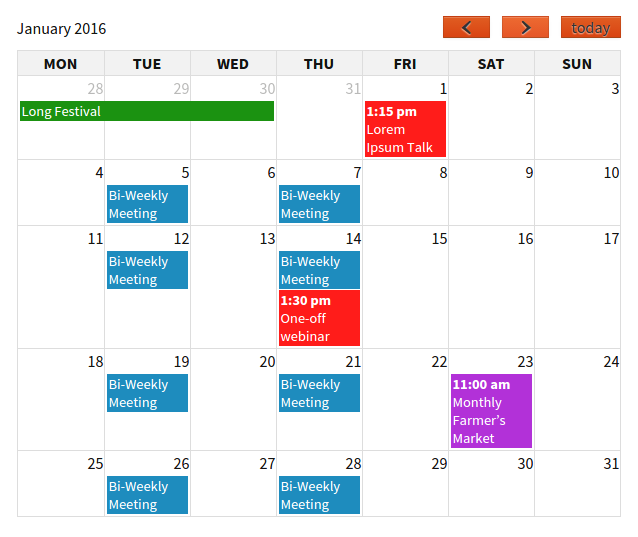 January 2016
today
MON TUE WED THU FRI SAT SUN
28 29 30 31 1 2 3
Long Festival
1:15 pm
Lorem
Ipsum Talk
4 5 6 7 8 9 10
Bi-Weekly
Meeting
Bi-Weekly
Meeting
11 12 13 14 15 16 17
Bi-Weekly
Meeting
Bi-Weekly
Meeting
1:30 pm
One-off
webinar
18 19 20 21 22 23 24
Bi-Weekly
Meeting
Bi-Weekly
Meeting
11:00 am
Monthly
Farmer's
Market
25 26 27 28 29 30 31
Bi-Weekly
Meeting
Bi-Weekly
Meeting